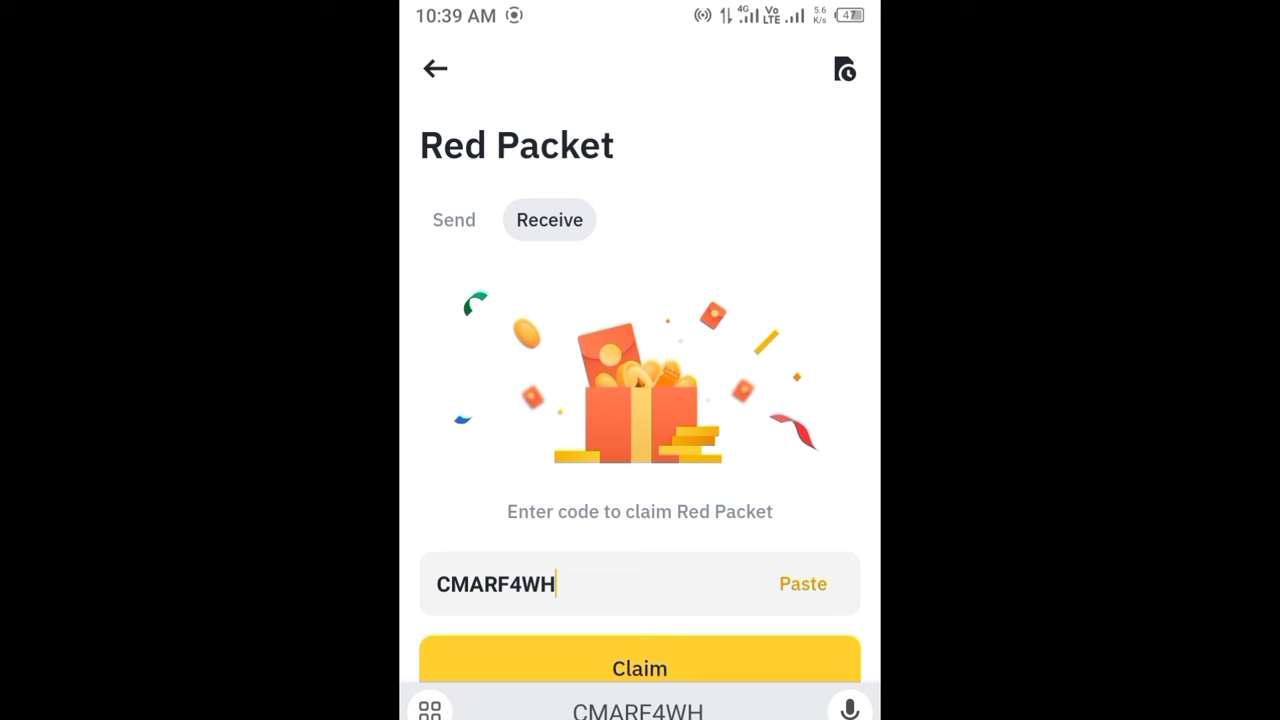 10:39 AM 4G Vo LTE 5.6 K/s 47
Red Packet
Send Receive
Enter code to claim Red Packet
CMARF4WH Paste
Claim
CMARF4WH